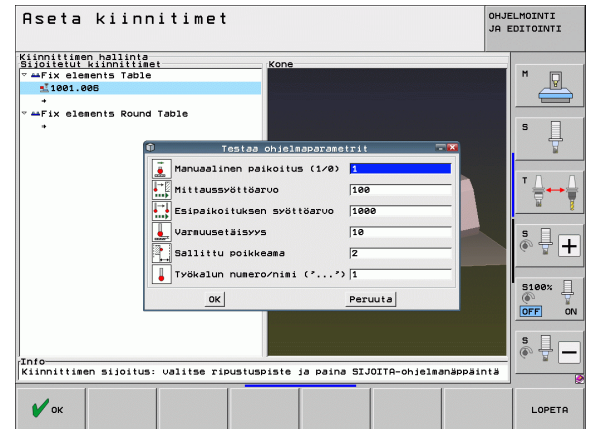 Aseta kiinnitimet
OHJELMOINTI
JA EDITOINTI
Kiinnittimen hallinta
Sijoitetut kiinnittimet
Kone
Fix elements Table
1001.006
Fix elements Round Table
Testaa ohjelmaparametrit
Manuaalinen paikoitus (1/0) 1
Mittaussyöttöarvo 100
Esipaikoituksen syöttöarvo 1000
Varmuusetäisyys 10
Sallittu poikkeama 2
Työkalun numero/nimi ("...") 1
OK
Peruuta
Info
Kiinnittimen sijoitus: valitse ripustuspiste ja paina SIJOITA-ohjelmanäppäintä
M
S
T
S
S100%
OFF ON
S
OK
LOPETA